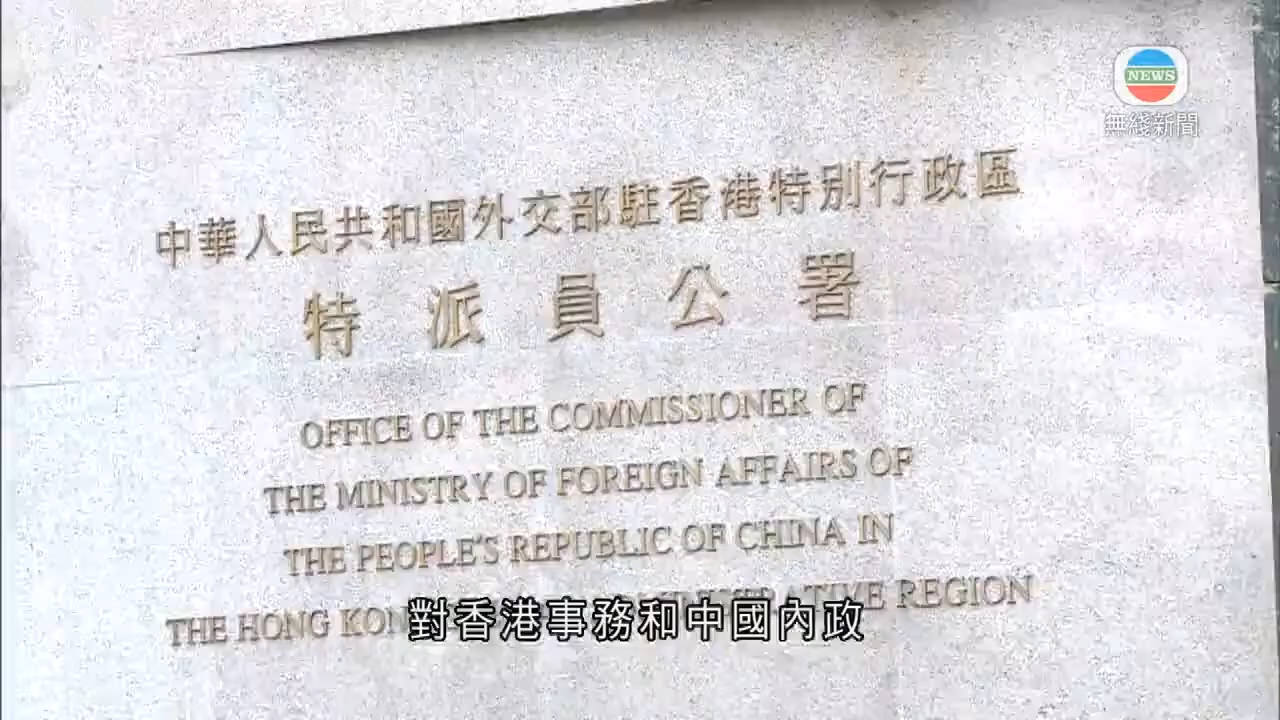 NEWS
無綫新聞
中華人民共和國外交部駐香港特別行政區
特派員公署
OFFICE OF THE COMMISSIONER OF
THE MINISTRY OF FOREIGN AFFAIRS OF
THE PEOPLE'S REPUBLIC OF CHINA IN
THE HONG REGION
對香港事務和中國內政